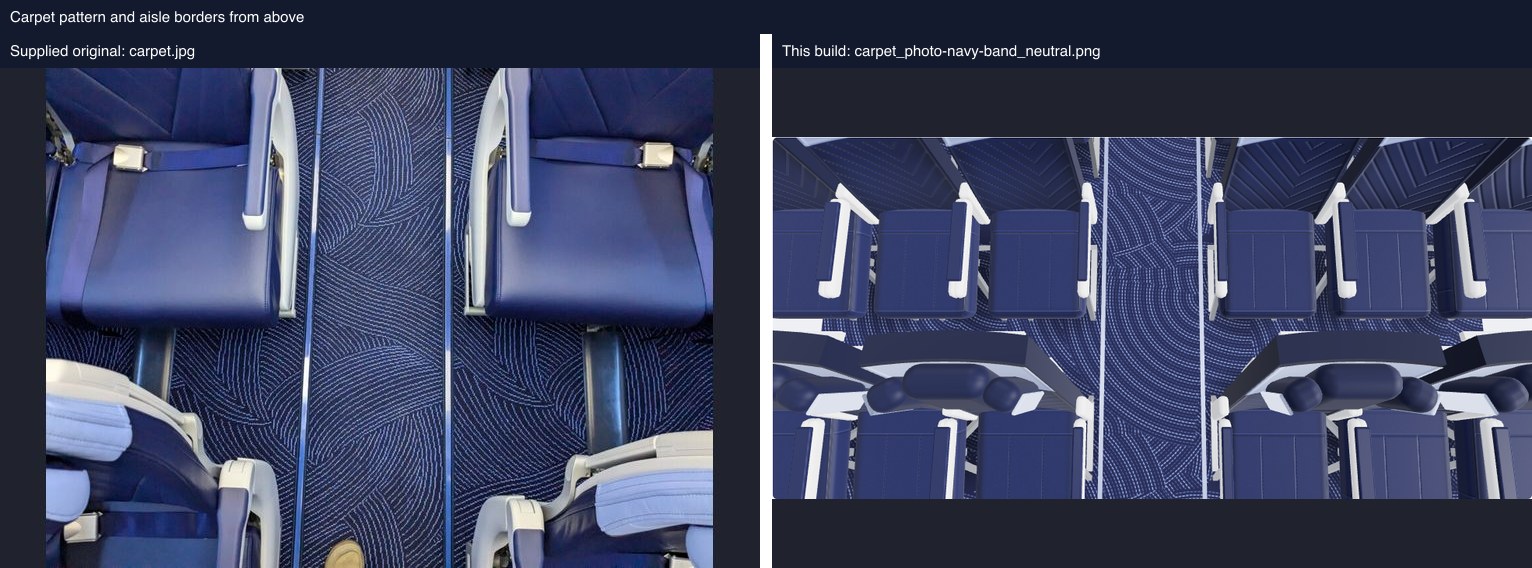 Carpet pattern and aisle borders from above
Supplied original: carpet.jpg
This build: carpet_photo-navy-band_neutral.png